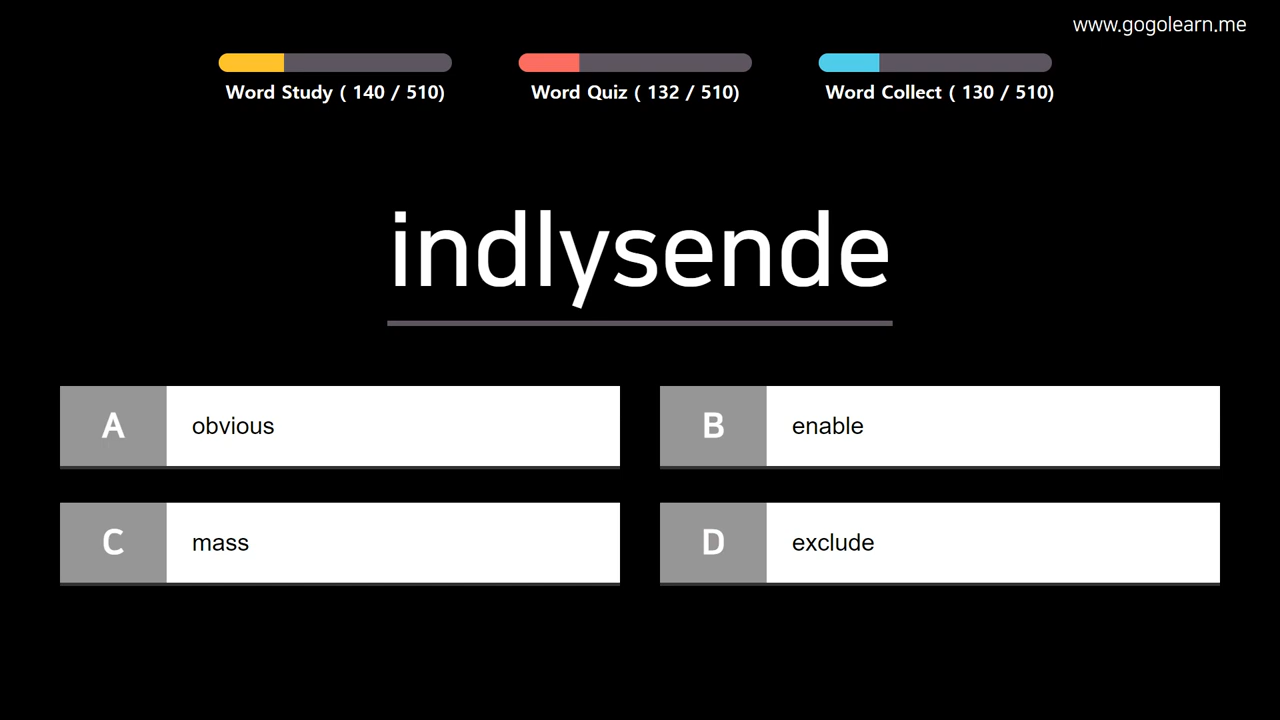 www.gogolearn.me
Word Study ( 140 / 510)
Word Quiz ( 132 / 510)
Word Collect ( 130 / 510)
indlysende
A obvious
B enable
C mass
D exclude